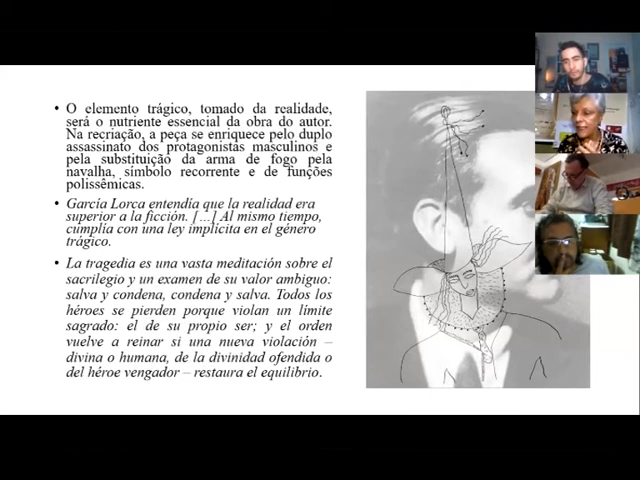 • O elemento trágico, tomado da realidade,
será o nutriente essencial da obra do autor.
Na recriação, a peça se enriquece pelo duplo
assassinato dos protagonistas masculinos e
pela substituição da arma de fogo pela
navalha, símbolo recorrente e de funções
polissêmicas.
• García Lorca entendía que la realidad era
superior a la ficción. [...] Al mismo tiempo,
cumplía con una ley implícita en el género
trágico.
• La tragedia es una vasta meditación sobre el
sacrilegio y un examen de su valor ambiguo:
salva y condena, condena y salva. Todos los
héroes se pierden porque violan un límite
sagrado: el de su propio ser; y el orden
vuelve a reinar si una nueva violación –
divina o humana, de la divinidad ofendida o
del héroe vengador – restaura el equilibrio.